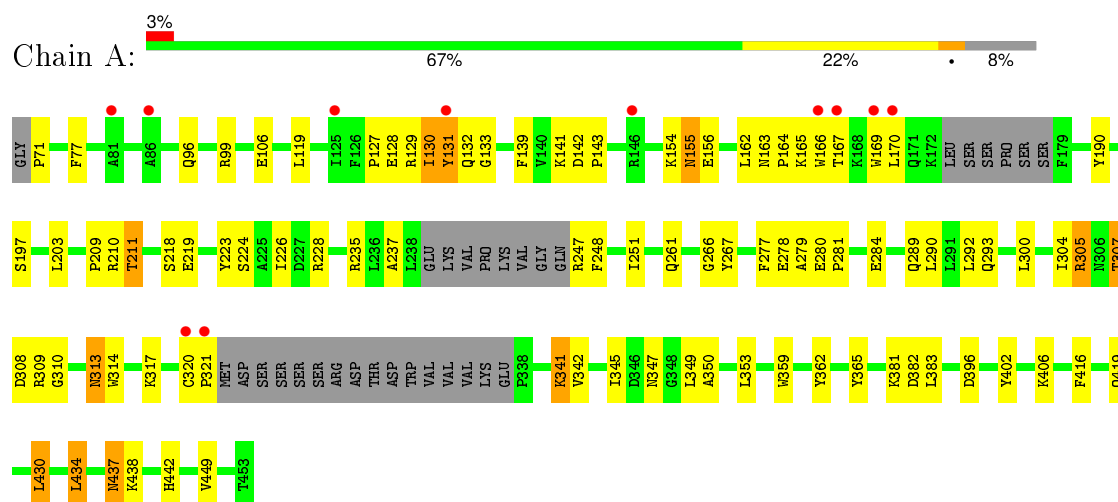 3%
Chain A:
67% 22% • 8%
GLY P71 F77 A81 A86 Q96 R99 E106 L119 I125 F126 P127 E128 R129 I130 Y131 Q132 G133 F139 V140 K141 D142 P143 R146 K154 N155 E156 L162 N163 P164 K165 W166 T167 K168 W169 L170 Q171 K172 LEU SER SER PRO SER SER F179 Y190
S197 L203 P209 R210 T211 S218 E219 Y223 S224 A225 I226 D227 R228 R235 L236 A237 L238 GLU LYS VAL PRO LYS VAL GLY GLN R247 F248 I251 Q261 G266 Y267 F277 E278 A279 E280 P281 E284 Q289 L290 L291 L292 Q293 L300 I304 R305 N306 T307
D308 R309 G310 N313 W314 K317 C320 P321 MET ASP SER SER SER SER ARG ASP THR ASP TRP VAL VAL VAL LYS GLU P338 K341 V342 I345 D346 N347 G348 L349 A350 L353 W359 Y362 Y365 K381 D382 L383 D396 Y402 K406 F416 Q419
L430 L434 N437 K438 H442 V449 T453